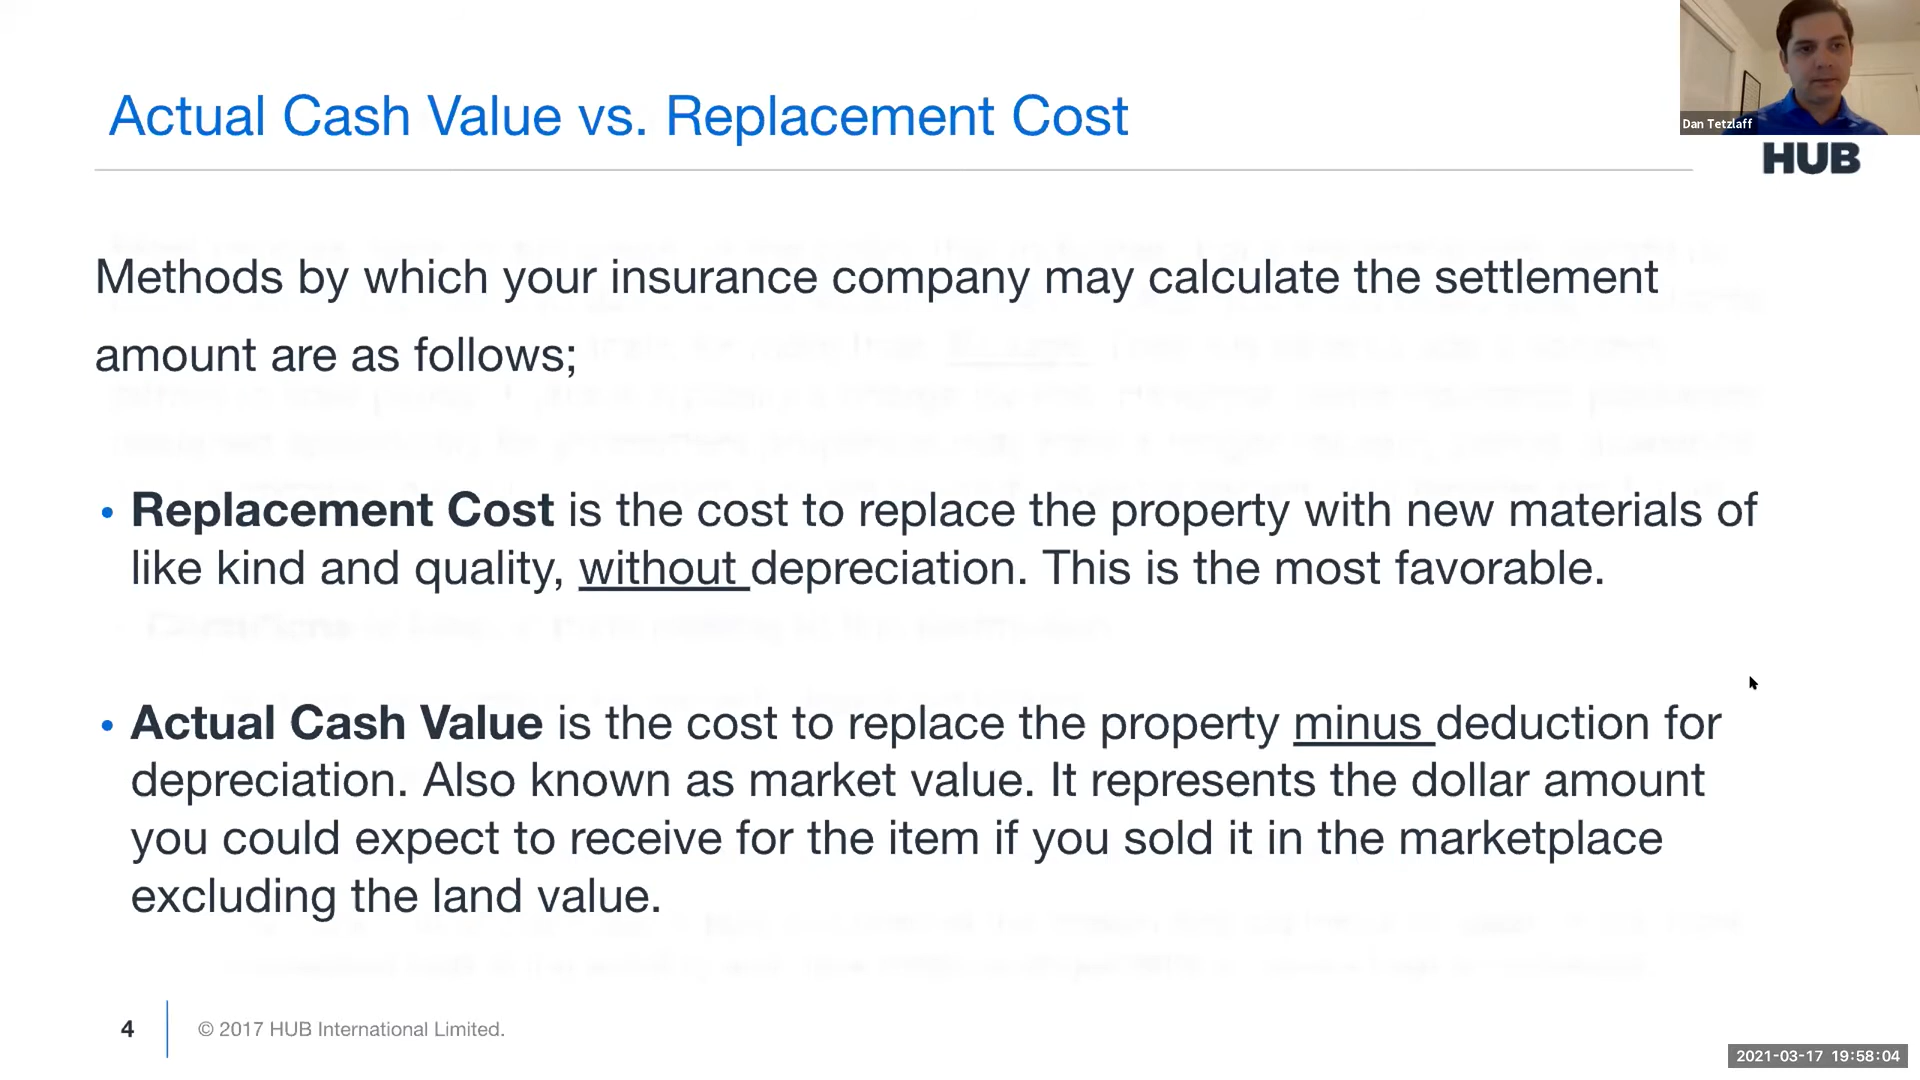 Dan Tetzlaff
HUB
Actual Cash Value vs. Replacement Cost
Methods by which your insurance company may calculate the settlement
amount are as follows;
• Replacement Cost is the cost to replace the property with new materials of
like kind and quality, without depreciation. This is the most favorable.
• Actual Cash Value is the cost to replace the property minus deduction for
depreciation. Also known as market value. It represents the dollar amount
you could expect to receive for the item if you sold it in the marketplace
excluding the land value.
4
© 2017 HUB International Limited.
2021-03-17 19:58:04